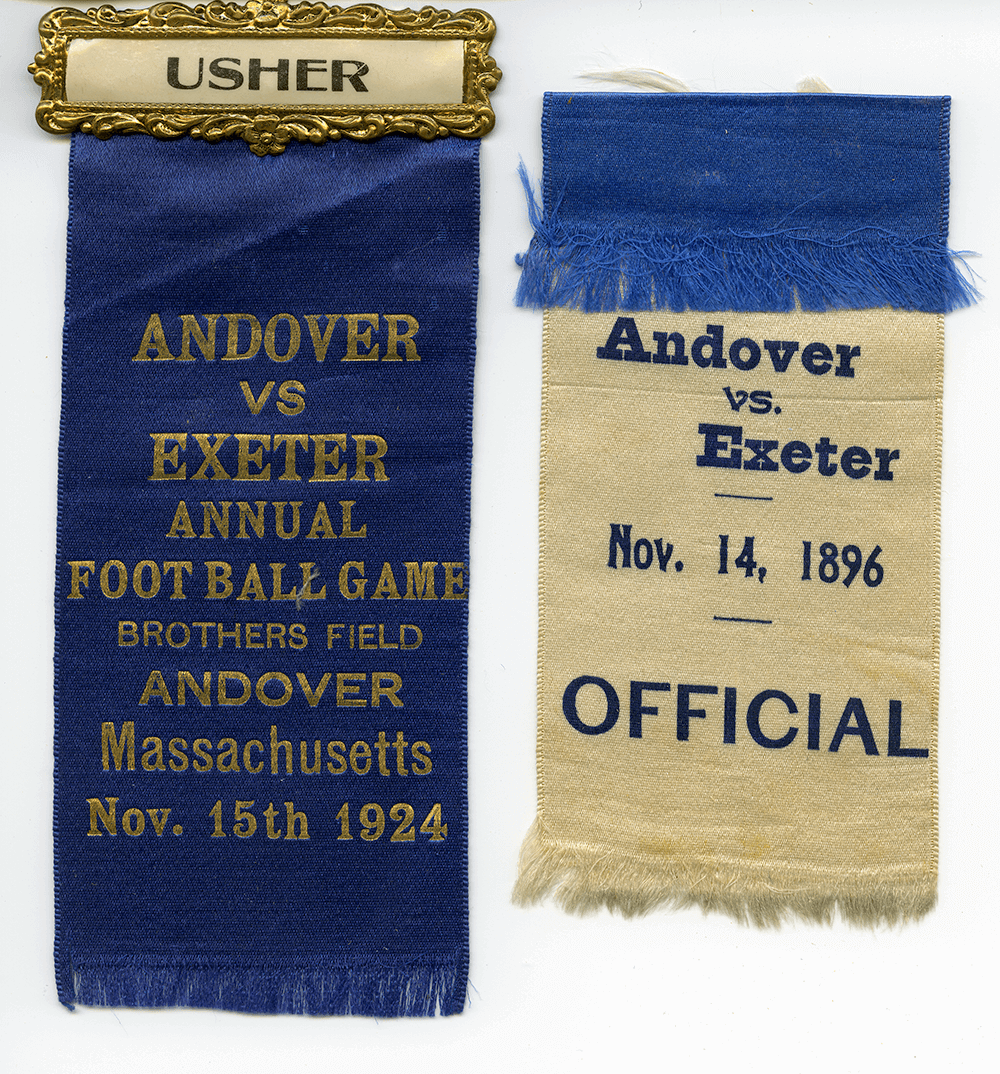 USHER
ANDOVER
VS
EXETER
ANNUAL
FOOT BALL GAME
BROTHERS FIELD
ANDOVER
Massachusetts
Nov. 15th 1924
Andover
vs.
Exeter
Nov. 14, 1896
OFFICIAL